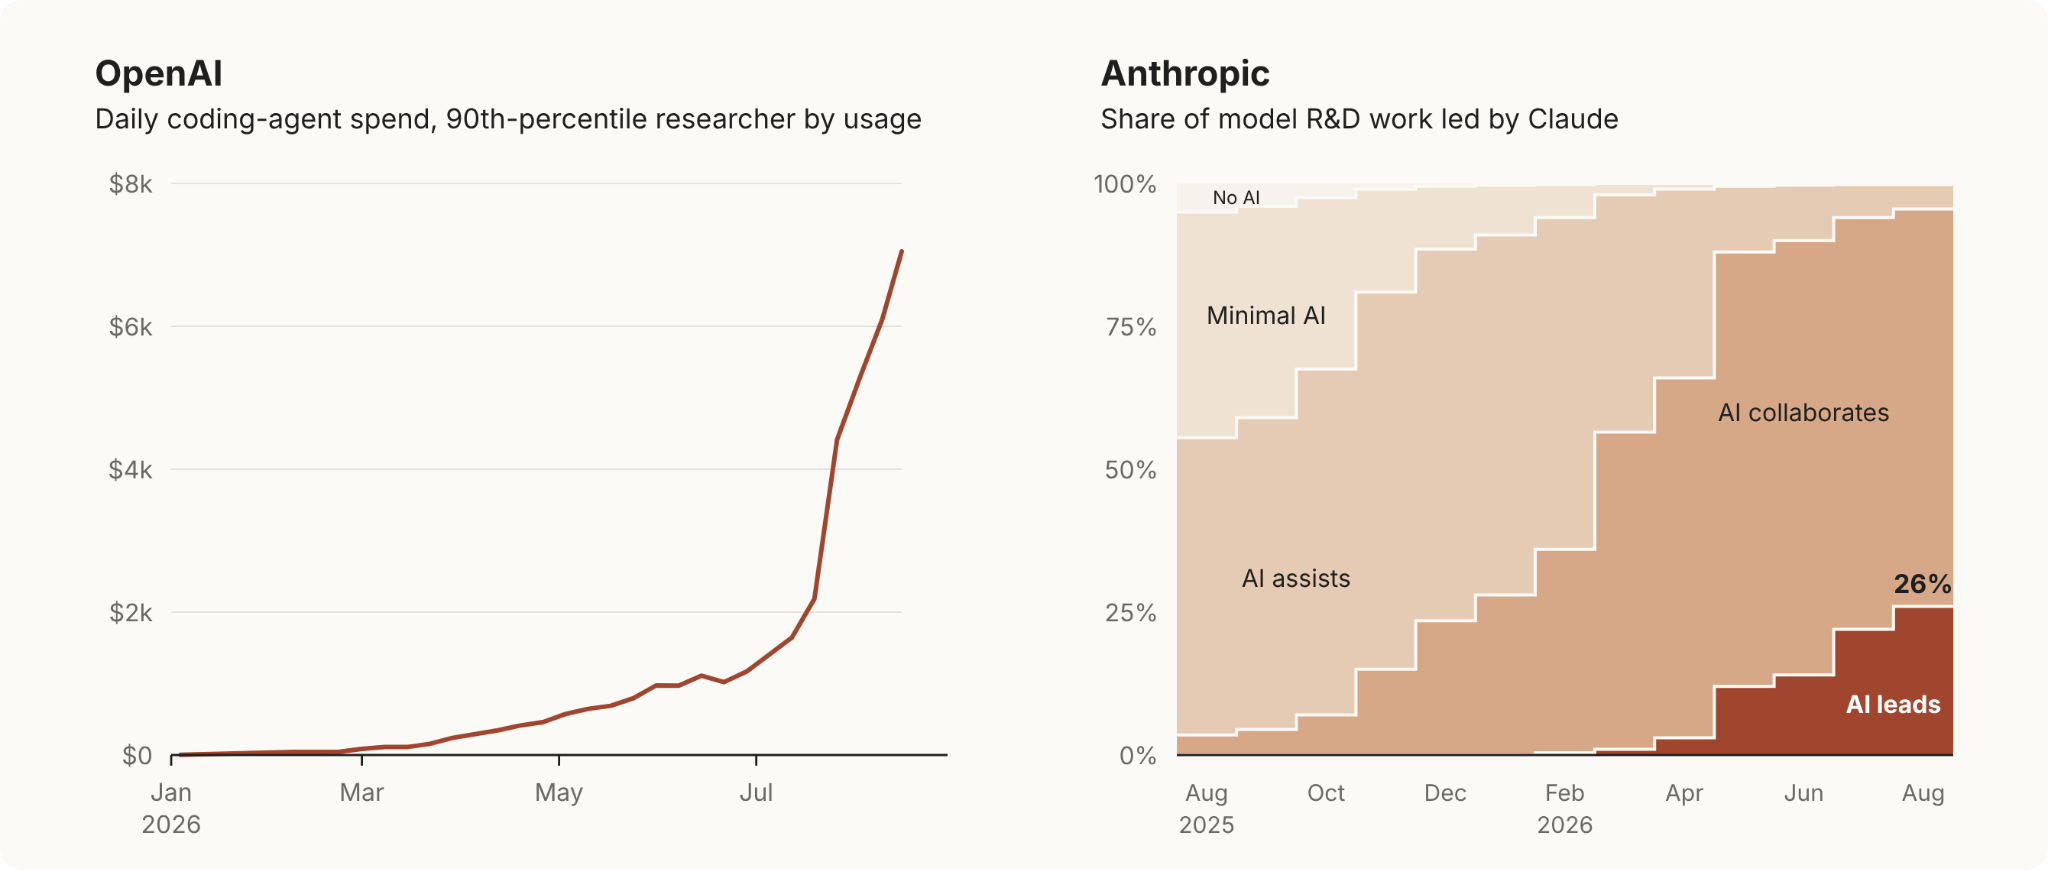 OpenAI
Daily coding-agent spend, 90th-percentile researcher by usage
$8k
$6k
$4k
$2k
$0
Jan
2026
Mar
May
Jul
Anthropic
Share of model R&D work led by Claude
100%
75%
50%
25%
0%
No AI
Minimal AI
AI assists
AI collaborates
26%
AI leads
Aug
2025
Oct
Dec
Feb
2026
Apr
Jun
Aug